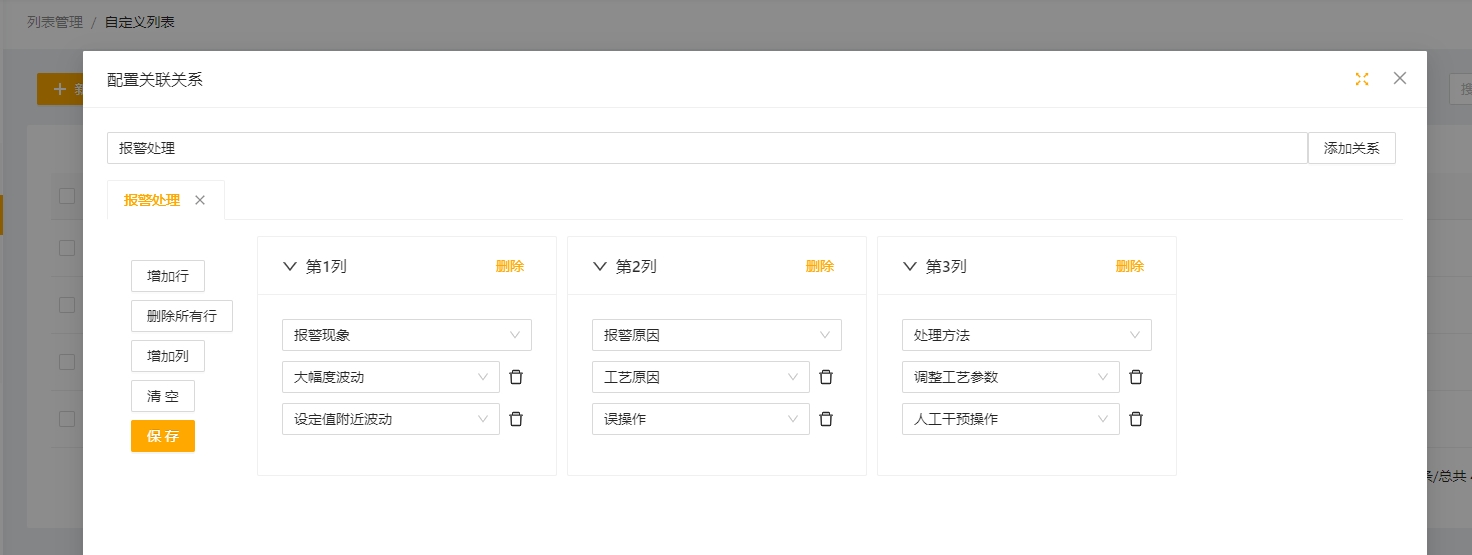 列表管理 / 自定义列表
配置关联关系
报警处理
添加关系
报警处理
增加行
删除所有行
增加列
清 空
保 存
第1列 删除
报警现象
大幅度波动
设定值附近波动
第2列 删除
报警原因
工艺原因
误操作
第3列 删除
处理方法
调整工艺参数
人工干预操作
条/总共